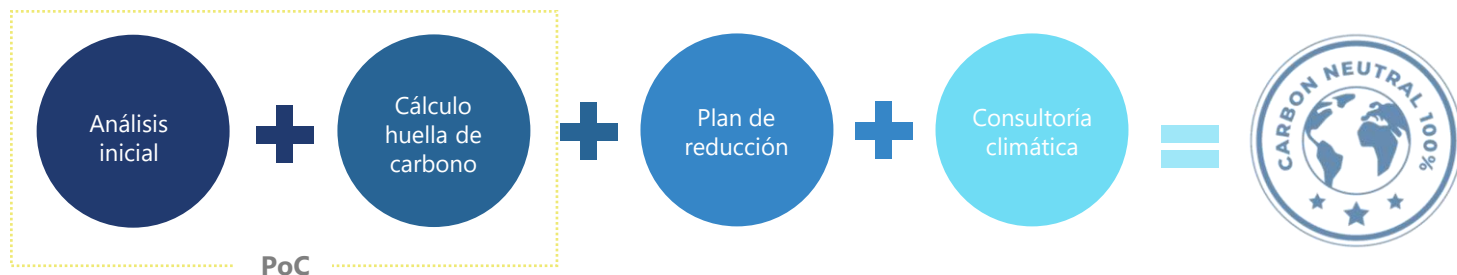 Análisis
inicial
Cálculo
huella de
carbono
Plan de
reducción
Consultoría
climática
CARBON NEUTRAL 100%
PoC